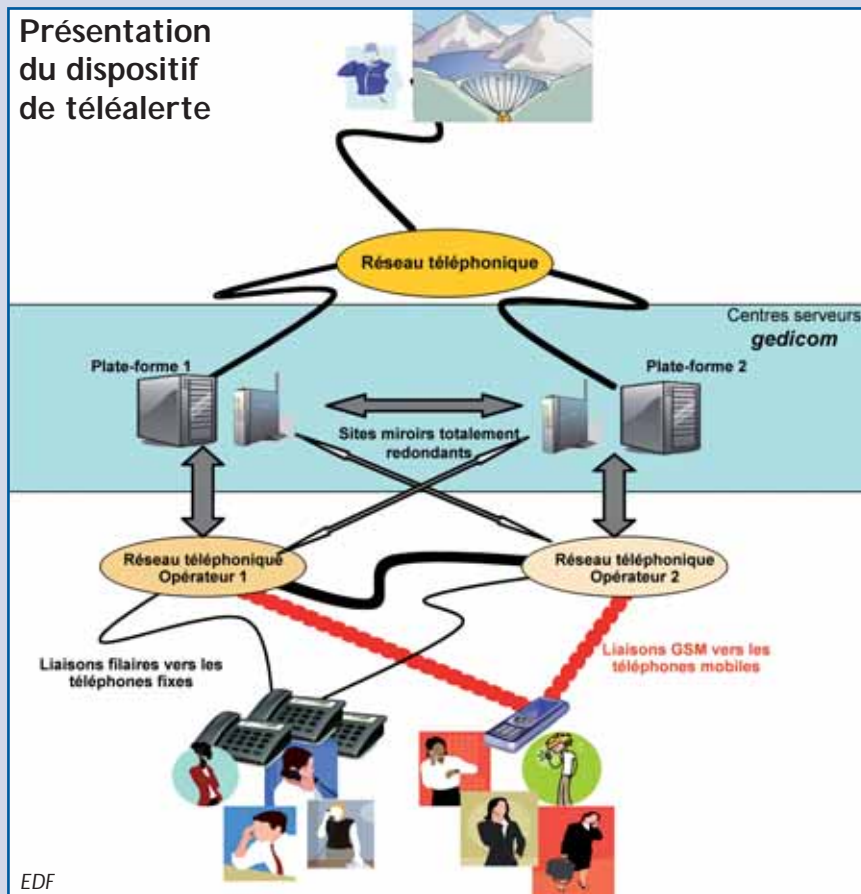 Présentation
du dispositif
de téléalerte
Réseau téléphonique
Centres serveurs
gedicom
Plate-forme 1
Plate-forme 2
Sites miroirs totalement
redondants
Réseau téléphonique
Opérateur 1
Réseau téléphonique
Opérateur 2
Liaisons filaires vers les
téléphones fixes
Liaisons GSM vers les
téléphones mobiles
EDF